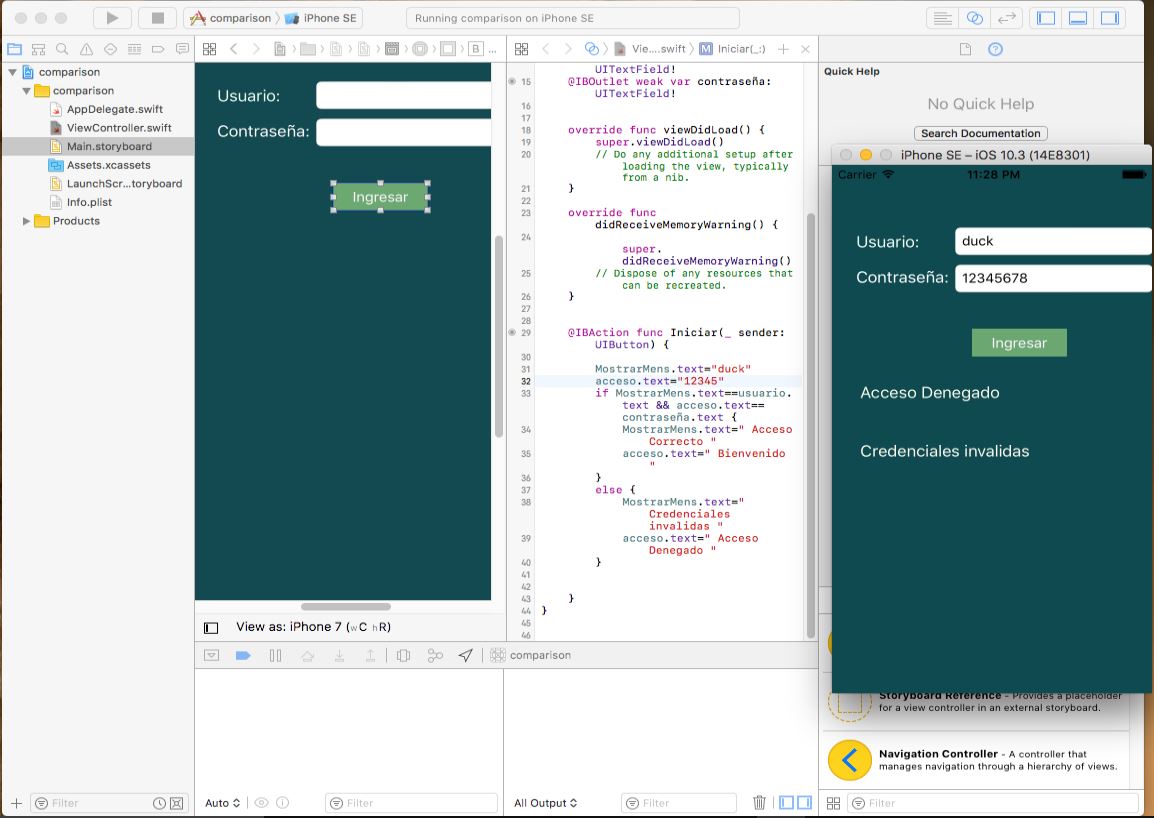 comparison
iPhone SE
Running comparison on iPhone SE
Vie....swift
M
Iniciar(_:)
B
comparison
comparison
AppDelegate.swift
ViewController.swift
Main.storyboard
Assets.xcassets
LaunchScr...toryboard
Info.plist
Products
Filter
Usuario:
Contraseña:
Ingresar
View as: iPhone 7 (wC hR)
UITextField!
15 @IBOutlet weak var contraseña:
UITextField!
16
17
18 override func viewDidLoad() {
19 super.viewDidLoad()
20 // Do any additional setup after
loading the view, typically
from a nib.
21 }
22
23 override func
didReceiveMemoryWarning() {
24
super.
didReceiveMemoryWarning()
25 // Dispose of any resources that
can be recreated.
26 }
27
28
29 @IBAction func Iniciar(_ sender:
UIButton) {
30
31 MostrarMens.text="duck"
32 acceso.text="12345"
33 if MostrarMens.text==usuario.
text && acceso.text==
contraseña.text {
34 MostrarMens.text=" Acceso
Correcto "
35 acceso.text=" Bienvenido
"
36 }
37 else {
38 MostrarMens.text="
Credenciales
invalidas "
39 acceso.text=" Acceso
Denegado "
40 }
41
42
43 }
44 }
45
46
comparison
Auto
Filter
All Output
Filter
Quick Help
No Quick Help
Search Documentation
iPhone SE – iOS 10.3 (14E8301)
Carrier
11:28 PM
Usuario:
duck
Contraseña:
12345678
Ingresar
Acceso Denegado
Credenciales invalidas
Storyboard Reference - Provides a placeholder
for a view controller in an external storyboard.
Navigation Controller - A controller that
manages navigation through a hierarchy of views.
Filter